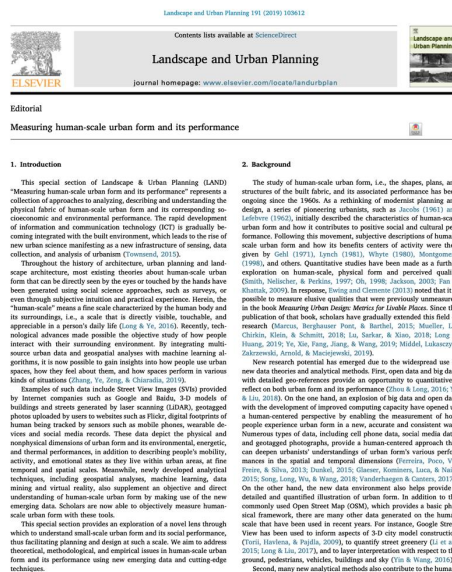 Landscape and Urban Planning 191 (2019) 103612
Contents lists available at ScienceDirect
Landscape and Urban Planning
journal homepage: www.elsevier.com/locate/landurbplan
ELSEVIER
Landscape and
Urban Planning
Editorial
Measuring human-scale urban form and its performance
1. Introduction
This special section of Landscape & Urban Planning (LAND)
"Measuring human-scale urban form and its performance" represents a
collection of approaches to analyzing, describing and understanding the
physical fabric of human-scale urban form and its corresponding so-
cioeconomic and environmental performance. The rapid development
of information and communication technology (ICT) is gradually be-
coming integrated with the built environment, which leads to the rise of
new urban science manifesting as a new infrastructure of sensing, data
collection, and analysis of urbanism (Townsend, 2015).
Throughout the history of architecture, urban planning and land-
scape architecture, most existing theories about human-scale urban
form that can be directly seen by the eyes or touched by the hands have
been generated using social science approaches, such as surveys, or
even through subjective intuition and practical experience. Herein, the
"human-scale" means a fine scale characterized by the human body and
its surroundings, i.e., a scale that is directly visible, touchable, and
appreciable in a person's daily life (Long & Ye, 2016). Recently, tech-
nological advances made possible the objective study of how people
interact with their surrounding environment. By integrating multi-
source urban data and geospatial analyses with machine learning al-
gorithms, it is now possible to gain insights into how people use urban
spaces, how they feel about them, and how spaces perform in various
kinds of situations (Zhang, Ye, Zeng, & Chiaradia, 2019).
Examples of such data include Street View Images (SVIs) provided
by Internet companies such as Google and Baidu, 3-D models of
buildings and streets generated by laser scanning (LiDAR), geotagged
photos uploaded by users to websites such as Flickr, digital footprints of
human being tracked by sensors such as mobile phones, wearable de-
vices and social media records. These data depict the physical and
nonphysical dimensions of urban form and its environmental, energetic,
and thermal performances, in addition to describing people's mobility,
activity, and emotional states as they live within urban areas, at fine
temporal and spatial scales. Meanwhile, newly developed analytical
techniques, including geospatial analyses, machine learning, data
mining and virtual reality, also supplement an objective and direct
understanding of human-scale urban form by making use of the new
emerging data. Scholars are now able to objectively measure human-
scale urban form with these tools.
This special section provides an exploration of a novel lens through
which to understand small-scale urban form and its social performance,
thus facilitating planning and design at such a scale. We aim to address
theoretical, methodological, and empirical issues in human-scale urban
form and its performance using new emerging data and cutting-edge
techniques.
2. Background
The study of human-scale urban form, i.e., the shapes, plans, an
structures of the built fabric, and its associated performance has bee
ongoing since the 1960s. As a rethinking of modernist planning an
design, a series of pioneering urbanists, such as Jacobs (1961) an
Lefebvre (1962), initially described the characteristics of human-sca
urban form and how it contributes to positive social and cultural pe
formance. Following this movement, subjective descriptions of huma
scale urban form and how its benefits centers of activity were the
given by Gehl (1971), Lynch (1981), Whyte (1980), Montgome
(1998), and others. Quantitative studies have been made as a furth
exploration on human-scale, physical form and perceived quali
(Smith, Nelischer, & Perkins, 1997; Oh, 1998; Jackson, 2003; Fan
Khattak, 2009). In response, Ewing and Clemente (2013) noted that it
possible to measure elusive qualities that were previously unmeasur
in the book Measuring Urban Design: Metrics for Livable Places. Since t
publication of that book, scholars have gradually extended this field
research (Marcus, Berghauser Pont, & Barthel, 2015; Mueller, L
Chirkin, Klein, & Schmitt, 2018; Lu, Sarkar, & Xiao, 2018; Long
Huang, 2019; Ye, Xie, Fang, Jiang, & Wang, 2019; Middel, Lukasczy
Zakrzewski, Arnold, & Maciejewski, 2019).
New research potential has emerged due to the widespread use
new data theories and analytical methods. First, open data and big da
with detailed geo-references provide an opportunity to quantitative
reflect on both urban form and its performance (Zhou & Long, 2016;
& Liu, 2018). On the one hand, an explosion of big data and open da
with the development of improved computing capacity have opened
a human-centered perspective by enabling the measurement of ho
people experience urban form in a new, accurate and consistent wa
Numerous types of data, including cell phone data, social media dat
and geotagged photographs, provide a human-centered approach th
can deepen urbanists' understanding of urban form's various perf
mances in the spatial and temporal dimensions (Ferreira, Poco, V
Freire, & Silva, 2013; Dunkel, 2015; Glaeser, Kominers, Luca, & Nai
2015; Song, Long, Wu, & Wang, 2018; Vanderhaegen & Canters, 2017
On the other hand, the new data environment also helps provide
detailed and quantified illustration of urban form. In addition to th
commonly used Open Street Map (OSM), which provides a basic ph
sical framework, there are many other data generated on the huma
scale that have been used in recent years. For instance, Google Stre
View has been used to inform aspects of 3-D city model constructio
(Torii, Havlena, & Pajdla, 2009), to quantify street greenery (Li et a
2015; Long & Liu, 2017), and to layer interpretation with respect to th
ground, pedestrians, vehicles, buildings and sky (Yin & Wang, 2016)
Second, many new analytical methods also contribute to the huma